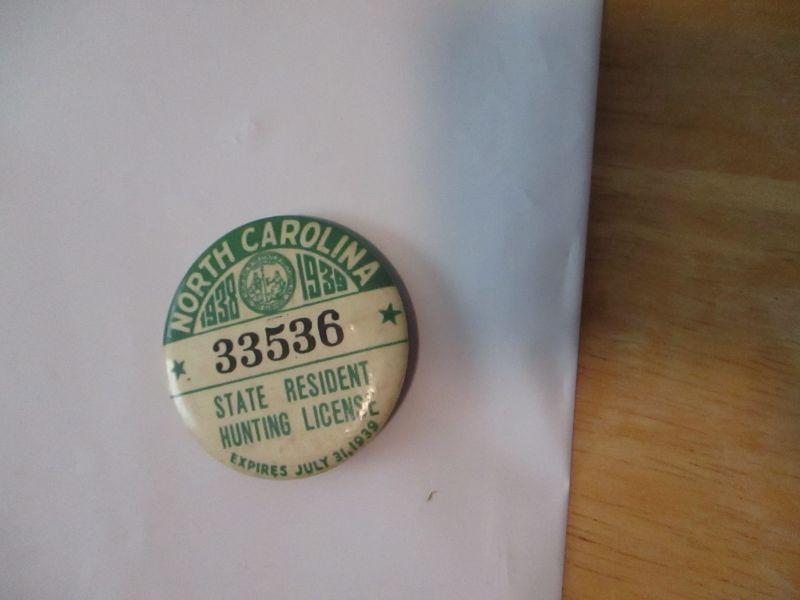 NORTH CAROLINA
1938 1939
33536
STATE RESIDENT
HUNTING LICENSE
EXPIRES JULY 31, 1939